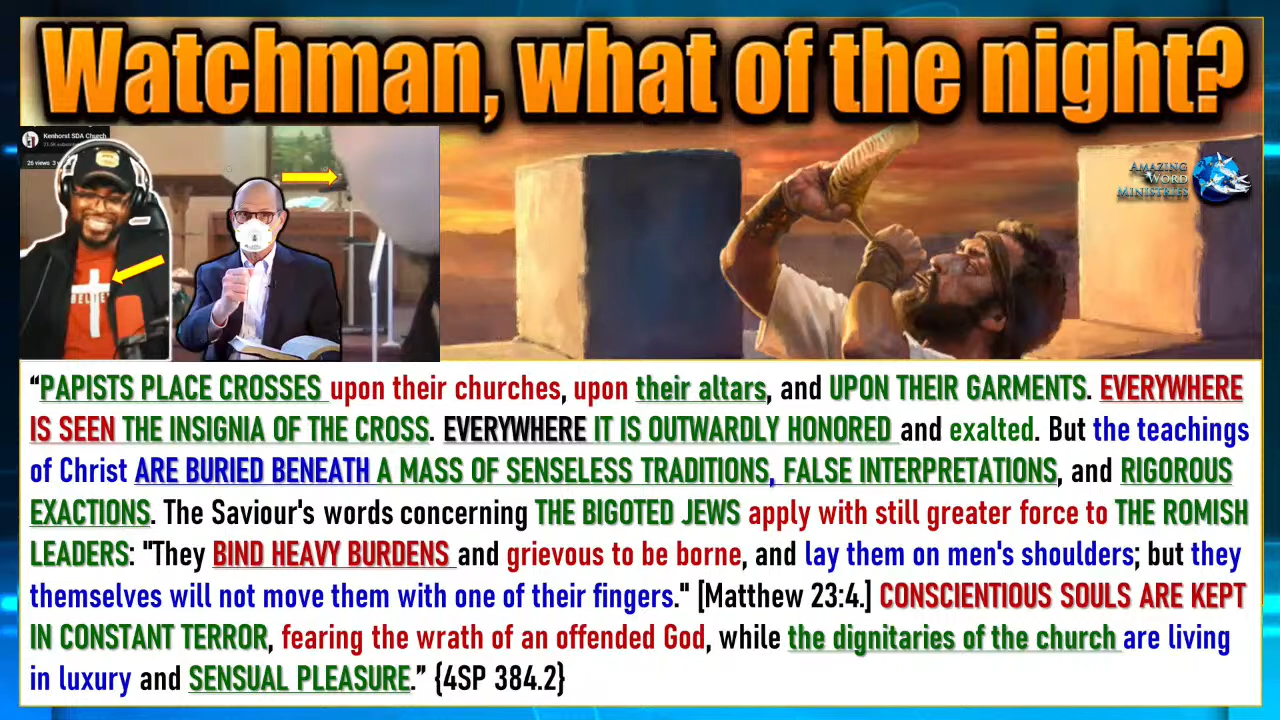 Watchman, what of the night?
Kenhorst SDA Church
26 views
BELIEVE
AMAZING
WORD
MINISTRIES
“PAPISTS PLACE CROSSES upon their churches, upon their altars, and UPON THEIR GARMENTS. EVERYWHERE
IS SEEN THE INSIGNIA OF THE CROSS. EVERYWHERE IT IS OUTWARDLY HONORED and exalted. But the teachings
of Christ ARE BURIED BENEATH A MASS OF SENSELESS TRADITIONS, FALSE INTERPRETATIONS, and RIGOROUS
EXACTIONS. The Saviour's words concerning THE BIGOTED JEWS apply with still greater force to THE ROMISH
LEADERS: "They BIND HEAVY BURDENS and grievous to be borne, and lay them on men's shoulders; but they
themselves will not move them with one of their fingers." [Matthew 23:4.] CONSCIENTIOUS SOULS ARE KEPT
IN CONSTANT TERROR, fearing the wrath of an offended God, while the dignitaries of the church are living
in luxury and SENSUAL PLEASURE.” {4SP 384.2}